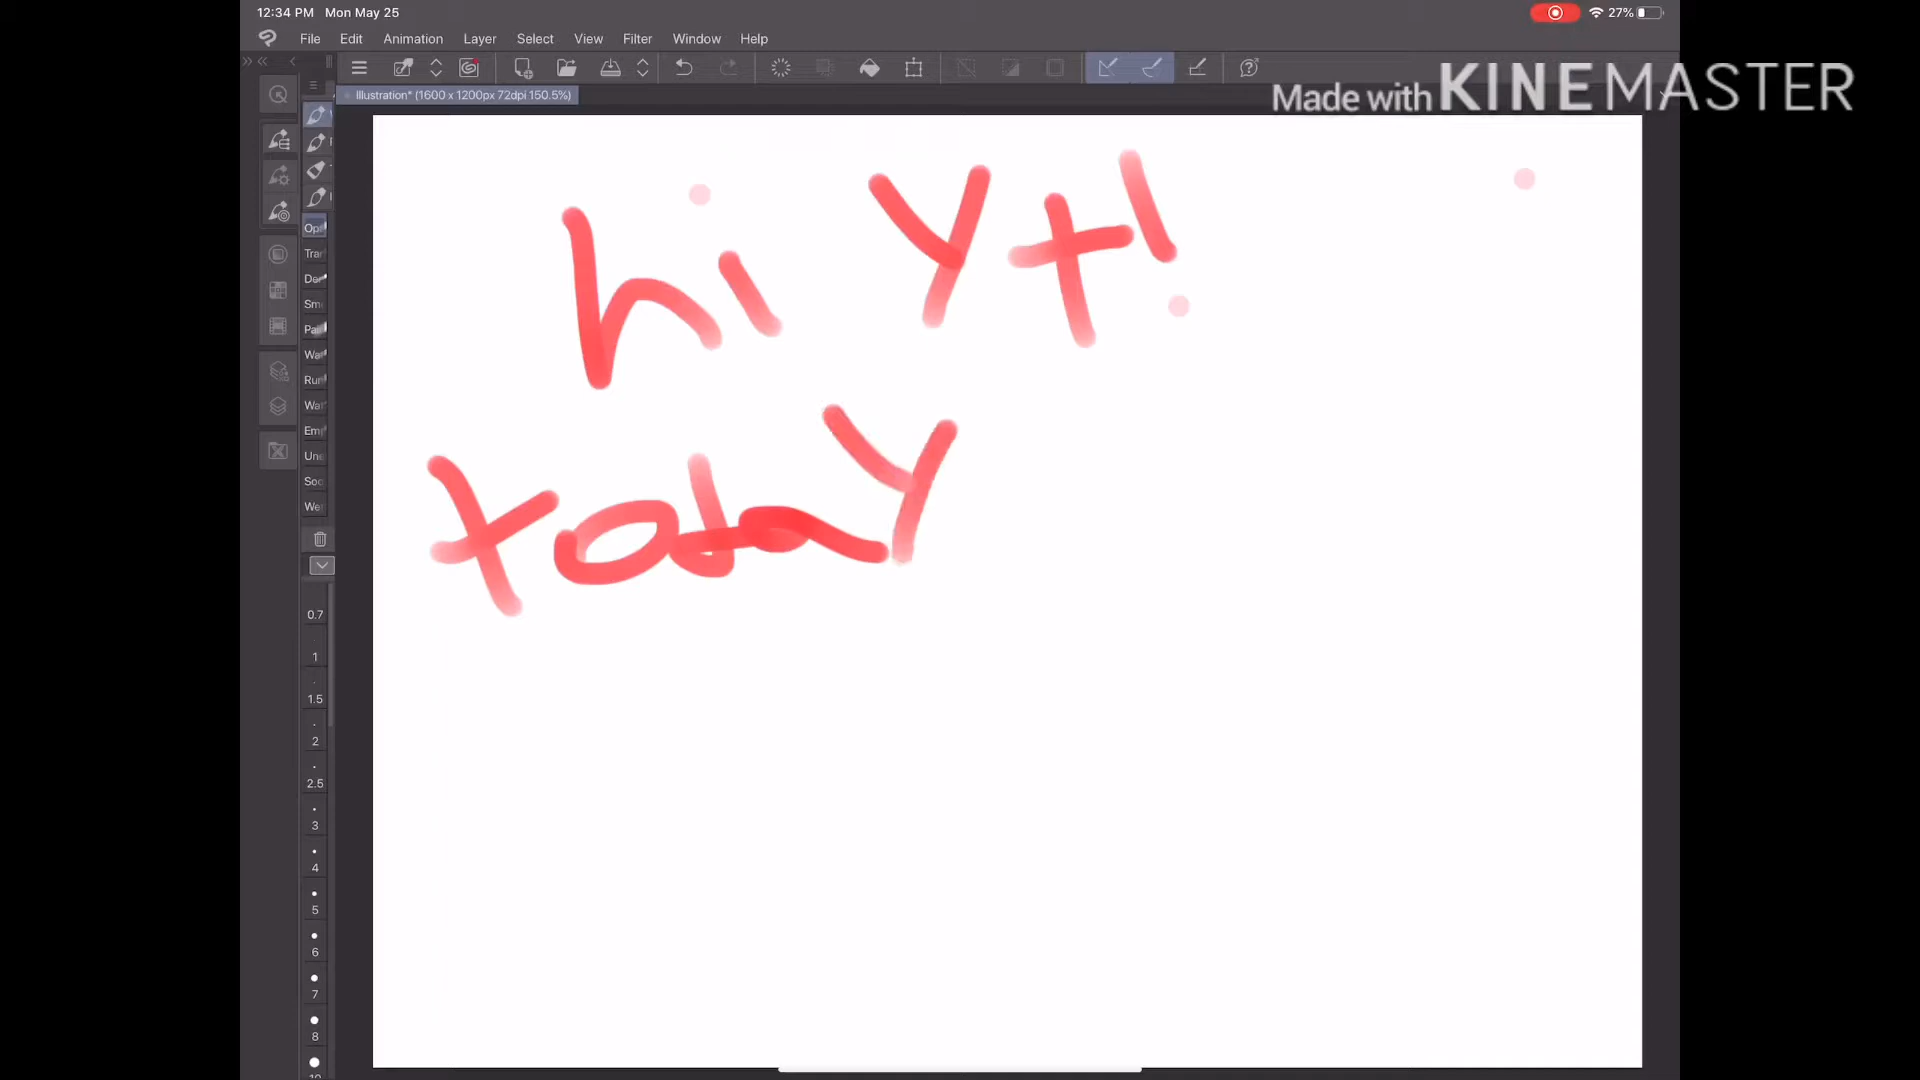 12:34 PM Mon May 25
27%
File Edit Animation Layer Select View Filter Window Help
Made with KINEMASTER
Illustration* (1600 x 1200px 72dpi 150.5%)
hi Yt!
today
0.7
1
1.5
2
2.5
3
4
5
6
7
8